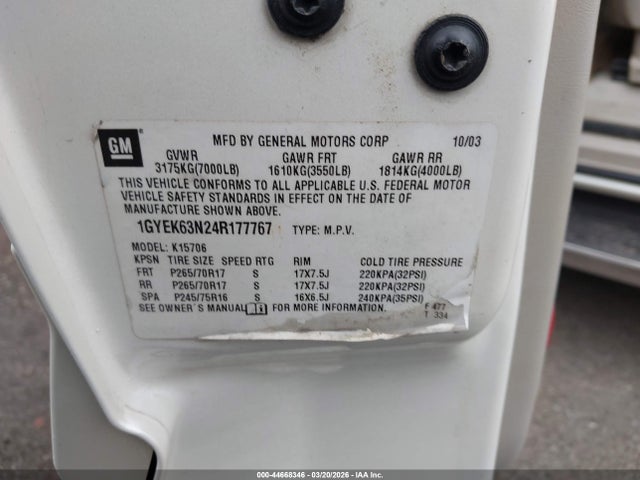 GM
MFD BY GENERAL MOTORS CORP 10/03
GVWR GAWR FRT GAWR RR
3175KG(7000LB) 1610KG(3550LB) 1814KG(4000LB)
THIS VEHICLE CONFORMS TO ALL APPLICABLE U.S. FEDERAL MOTOR
VEHICLE SAFETY STANDARDS IN EFFECT ON THE DATE OF
MANUFACTURE SHOWN ABOVE.
1GYEK63N24R177767 TYPE: M.P.V.
MODEL: K15706
KPSN TIRE SIZE SPEED RTG RIM COLD TIRE PRESSURE
FRT P265/70R17 S 17X7.5J 220KPA(32PSI)
RR P265/70R17 S 17X7.5J 220KPA(32PSI)
SPA P245/75R16 S 16X6.5J 240KPA(35PSI)
SEE OWNER'S MANUAL FOR MORE INFORMATION. F 477
T 334
000-44668346 | 03/20/2026 | IAA, Inc.